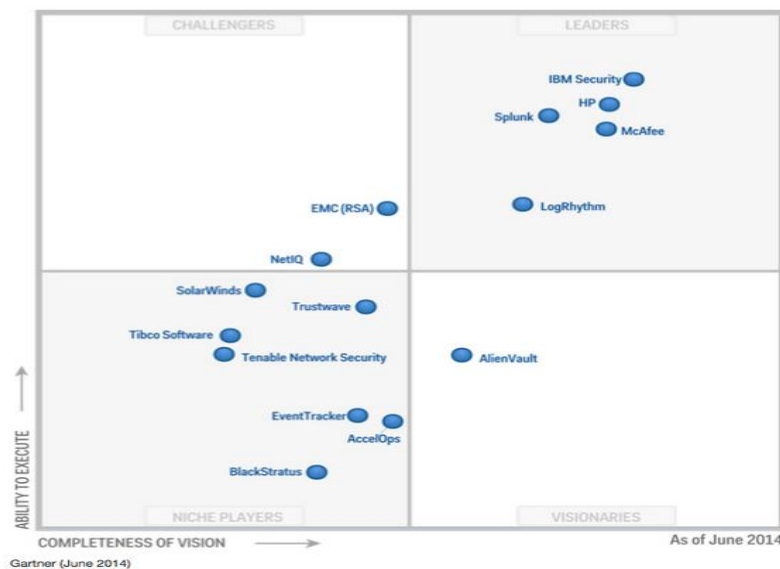 CHALLENGERS
LEADERS
IBM Security
HP
Splunk
McAfee
EMC (RSA)
LogRhythm
NetIQ
SolarWinds
Trustwave
Tibco Software
Tenable Network Security
AlienVault
EventTracker
AccelOps
BlackStratus
NICHE PLAYERS
VISIONARIES
ABILITY TO EXECUTE
COMPLETENESS OF VISION
As of June 2014
Gartner (June 2014)